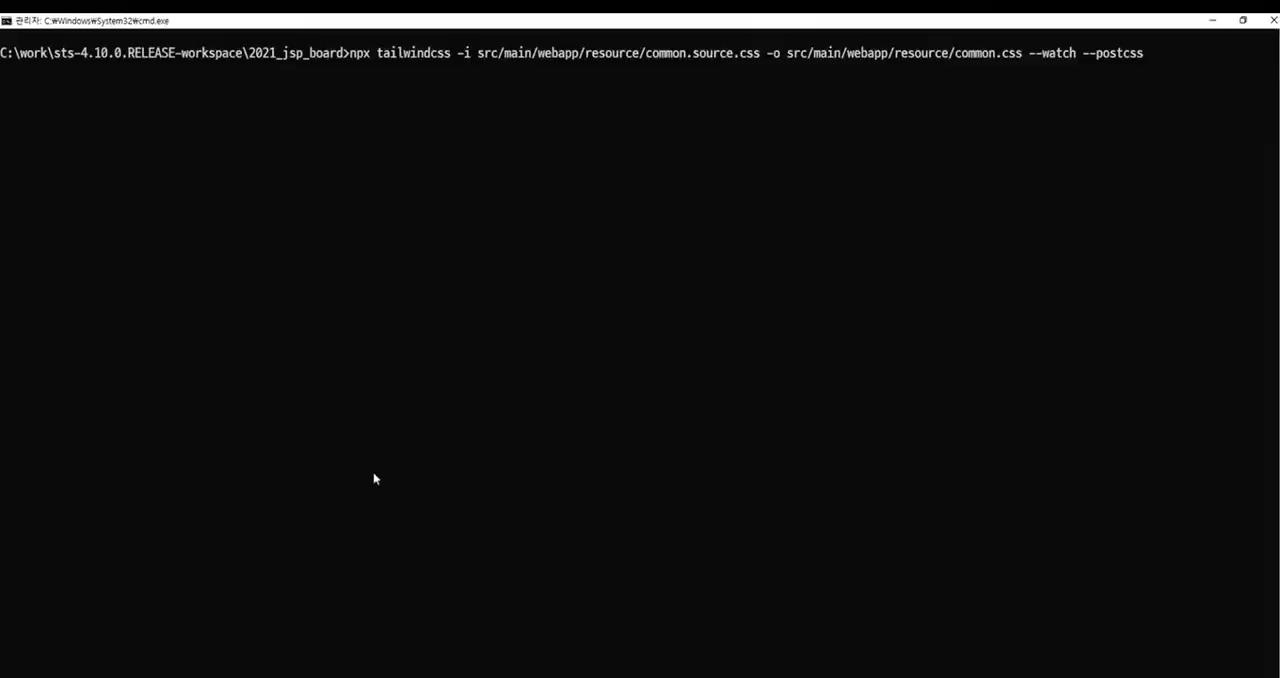 관리자: C:₩Windows₩System32₩cmd.exe
C:\work\sts-4.10.0.RELEASE-workspace\2021_jsp_board>npx tailwindcss -i src/main/webapp/resource/common.source.css -o src/main/webapp/resource/common.css --watch --postcss